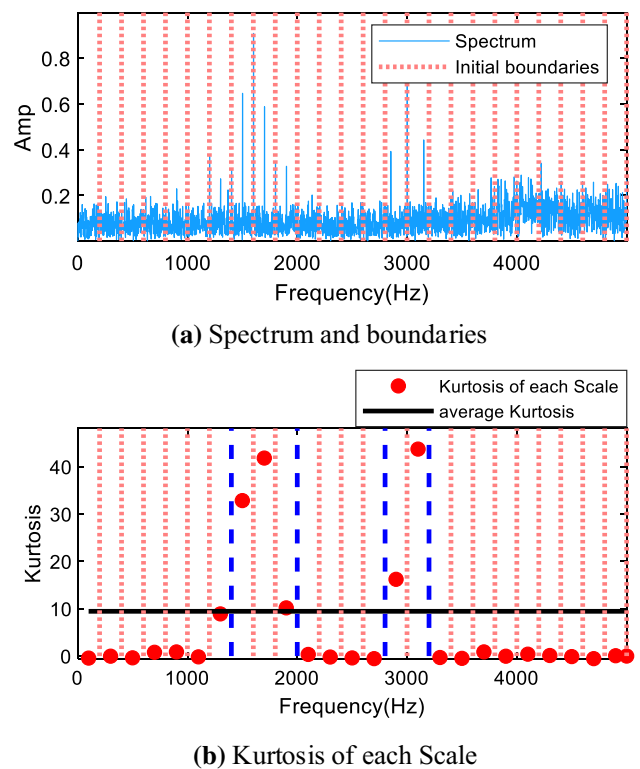 0.8
0.6
0.4
0.2
Amp
Spectrum
Initial boundaries
0 1000 2000 3000 4000
Frequency(Hz)
(a) Spectrum and boundaries
Kurtosis of each Scale
average Kurtosis
40
30
20
10
0
Kurtosis
0 1000 2000 3000 4000
Frequency(Hz)
(b) Kurtosis of each Scale